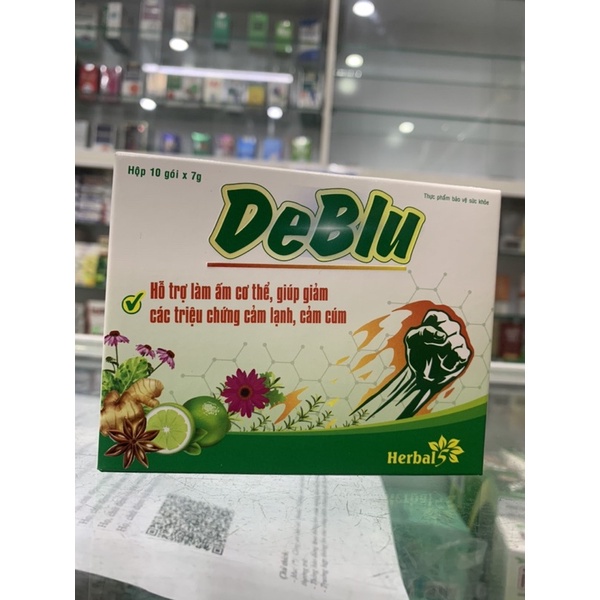 Hộp 10 gói x 7g
Thực phẩm bảo vệ sức khỏe
DeBlu
Hỗ trợ làm ấm cơ thể, giúp giảm
các triệu chứng cảm lạnh, cảm cúm
Herbal